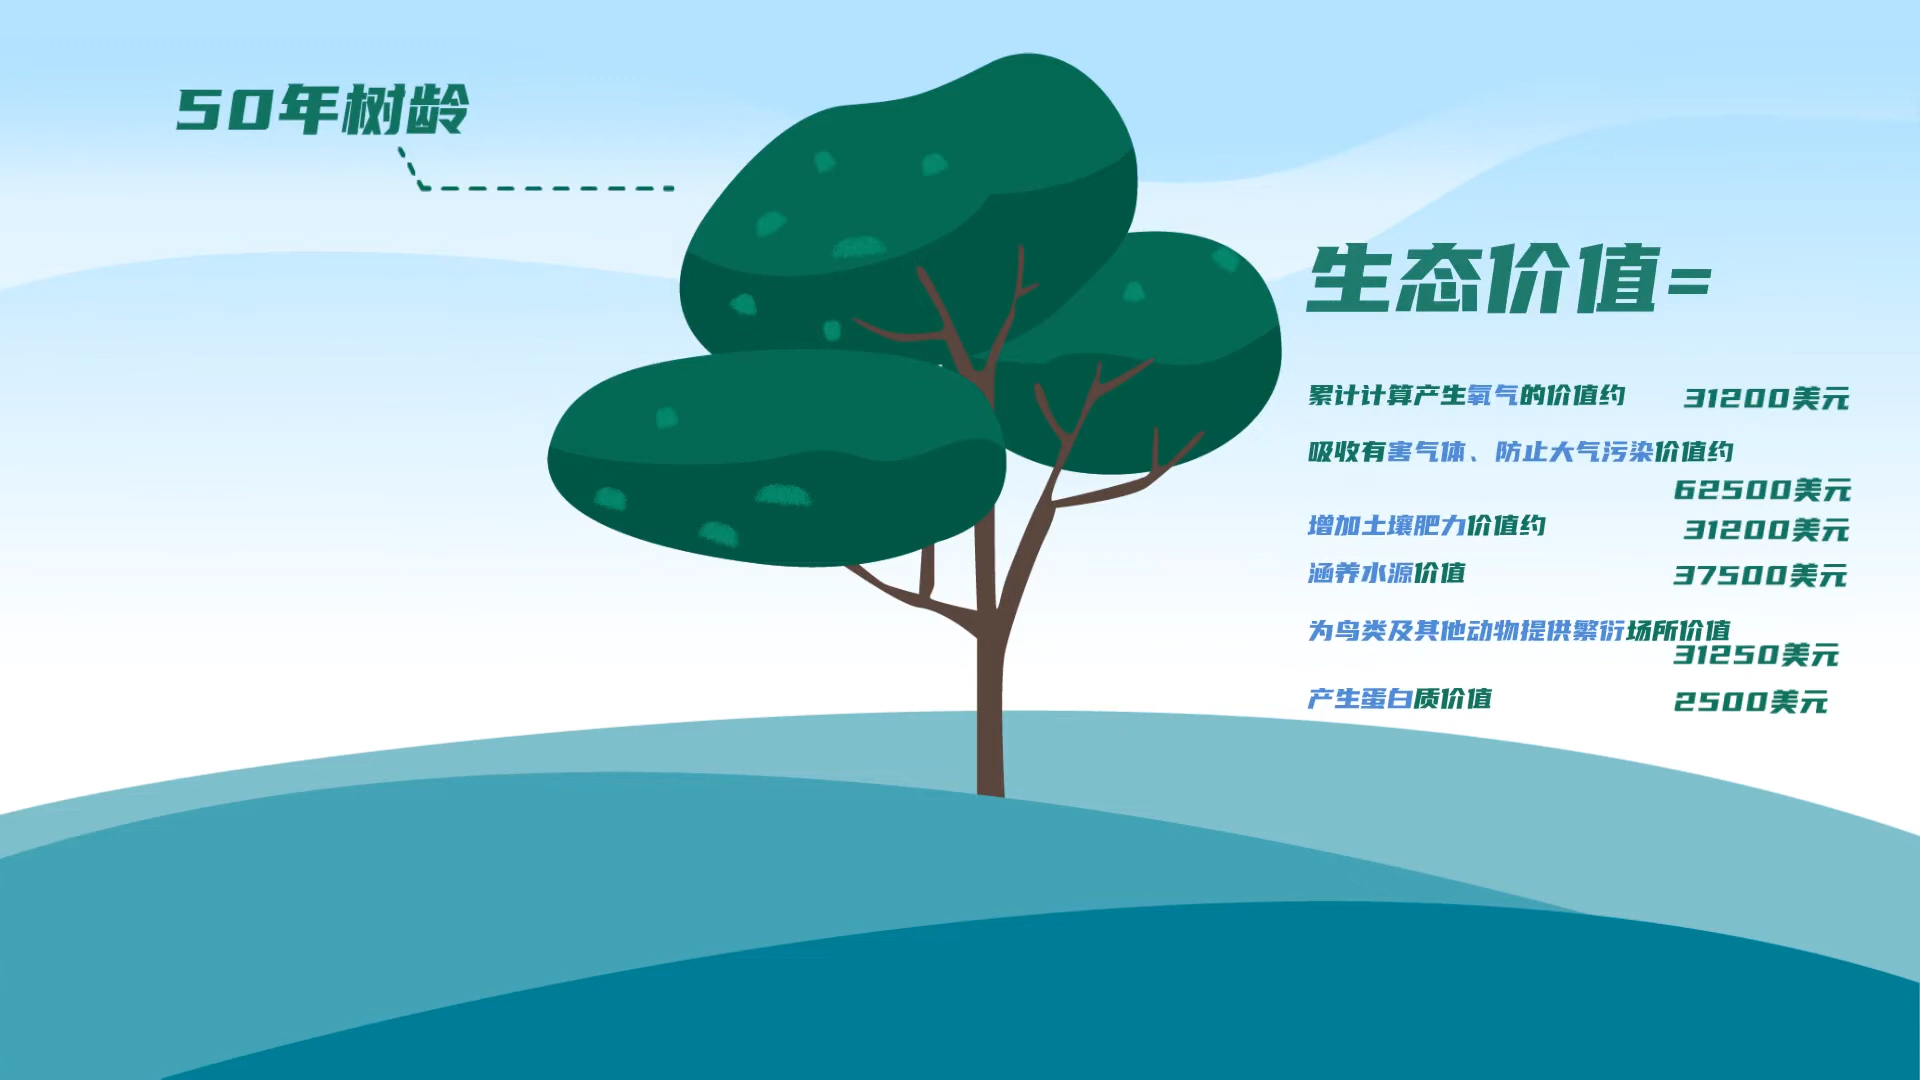 50年树龄
生态价值=
累计计算产生氧气的价值约 31200美元
吸收有害气体、防止大气污染价值约
62500美元
增加土壤肥力价值约 31200美元
涵养水源价值 37500美元
为鸟类及其他动物提供繁衍场所价值
31250美元
产生蛋白质价值 2500美元